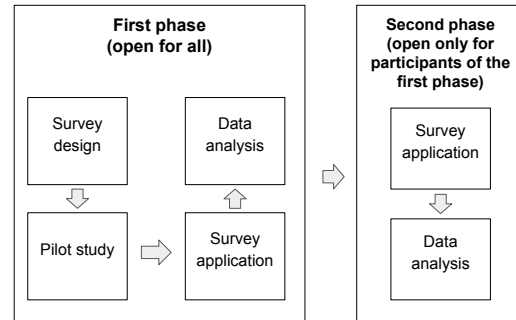 First phase
(open for all)
Survey
design
Pilot study
Survey
application
Data
analysis
Second phase
(open only for
participants of the
first phase)
Survey
application
Data
analysis